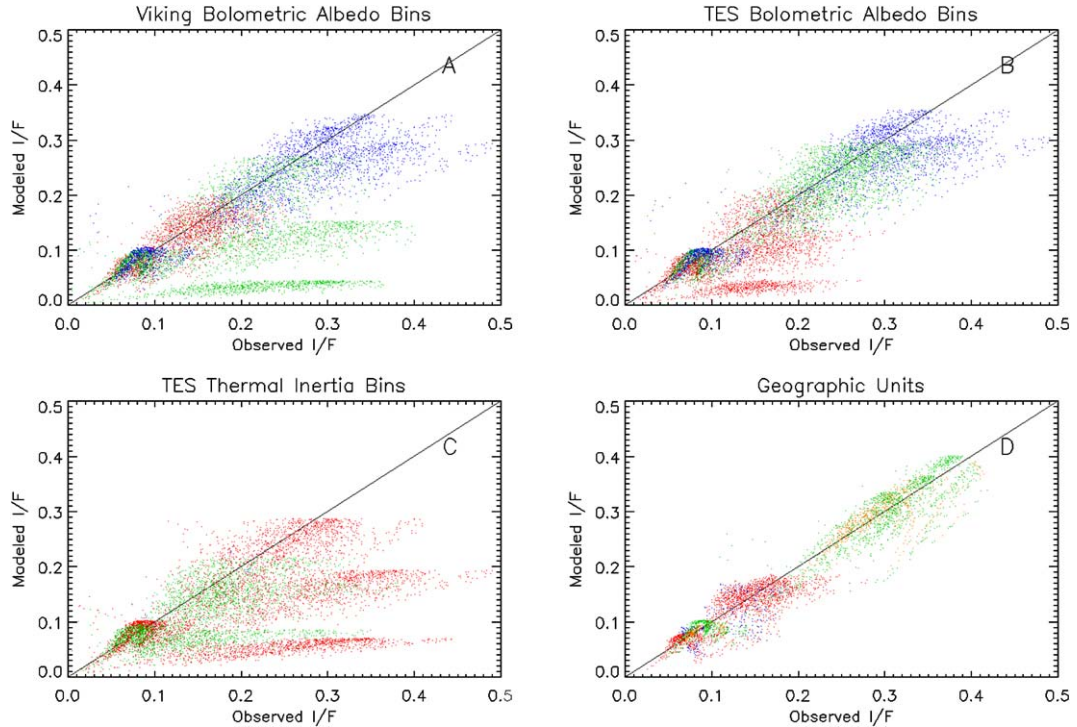 Viking Bolometric Albedo Bins
0.5
0.4
0.3
0.2
0.1
0.0
Modeled I/F
A
0.0 0.1 0.2 0.3 0.4 0.5
Observed I/F
TES Bolometric Albedo Bins
0.5
0.4
0.3
0.2
0.1
0.0
Modeled I/F
B
0.0 0.1 0.2 0.3 0.4 0.5
Observed I/F
TES Thermal Inertia Bins
0.5
0.4
0.3
0.2
0.1
0.0
Modeled I/F
C
0.0 0.1 0.2 0.3 0.4 0.5
Observed I/F
Geographic Units
0.5
0.4
0.3
0.2
0.1
0.0
Modeled I/F
D
0.0 0.1 0.2 0.3 0.4 0.5
Observed I/F